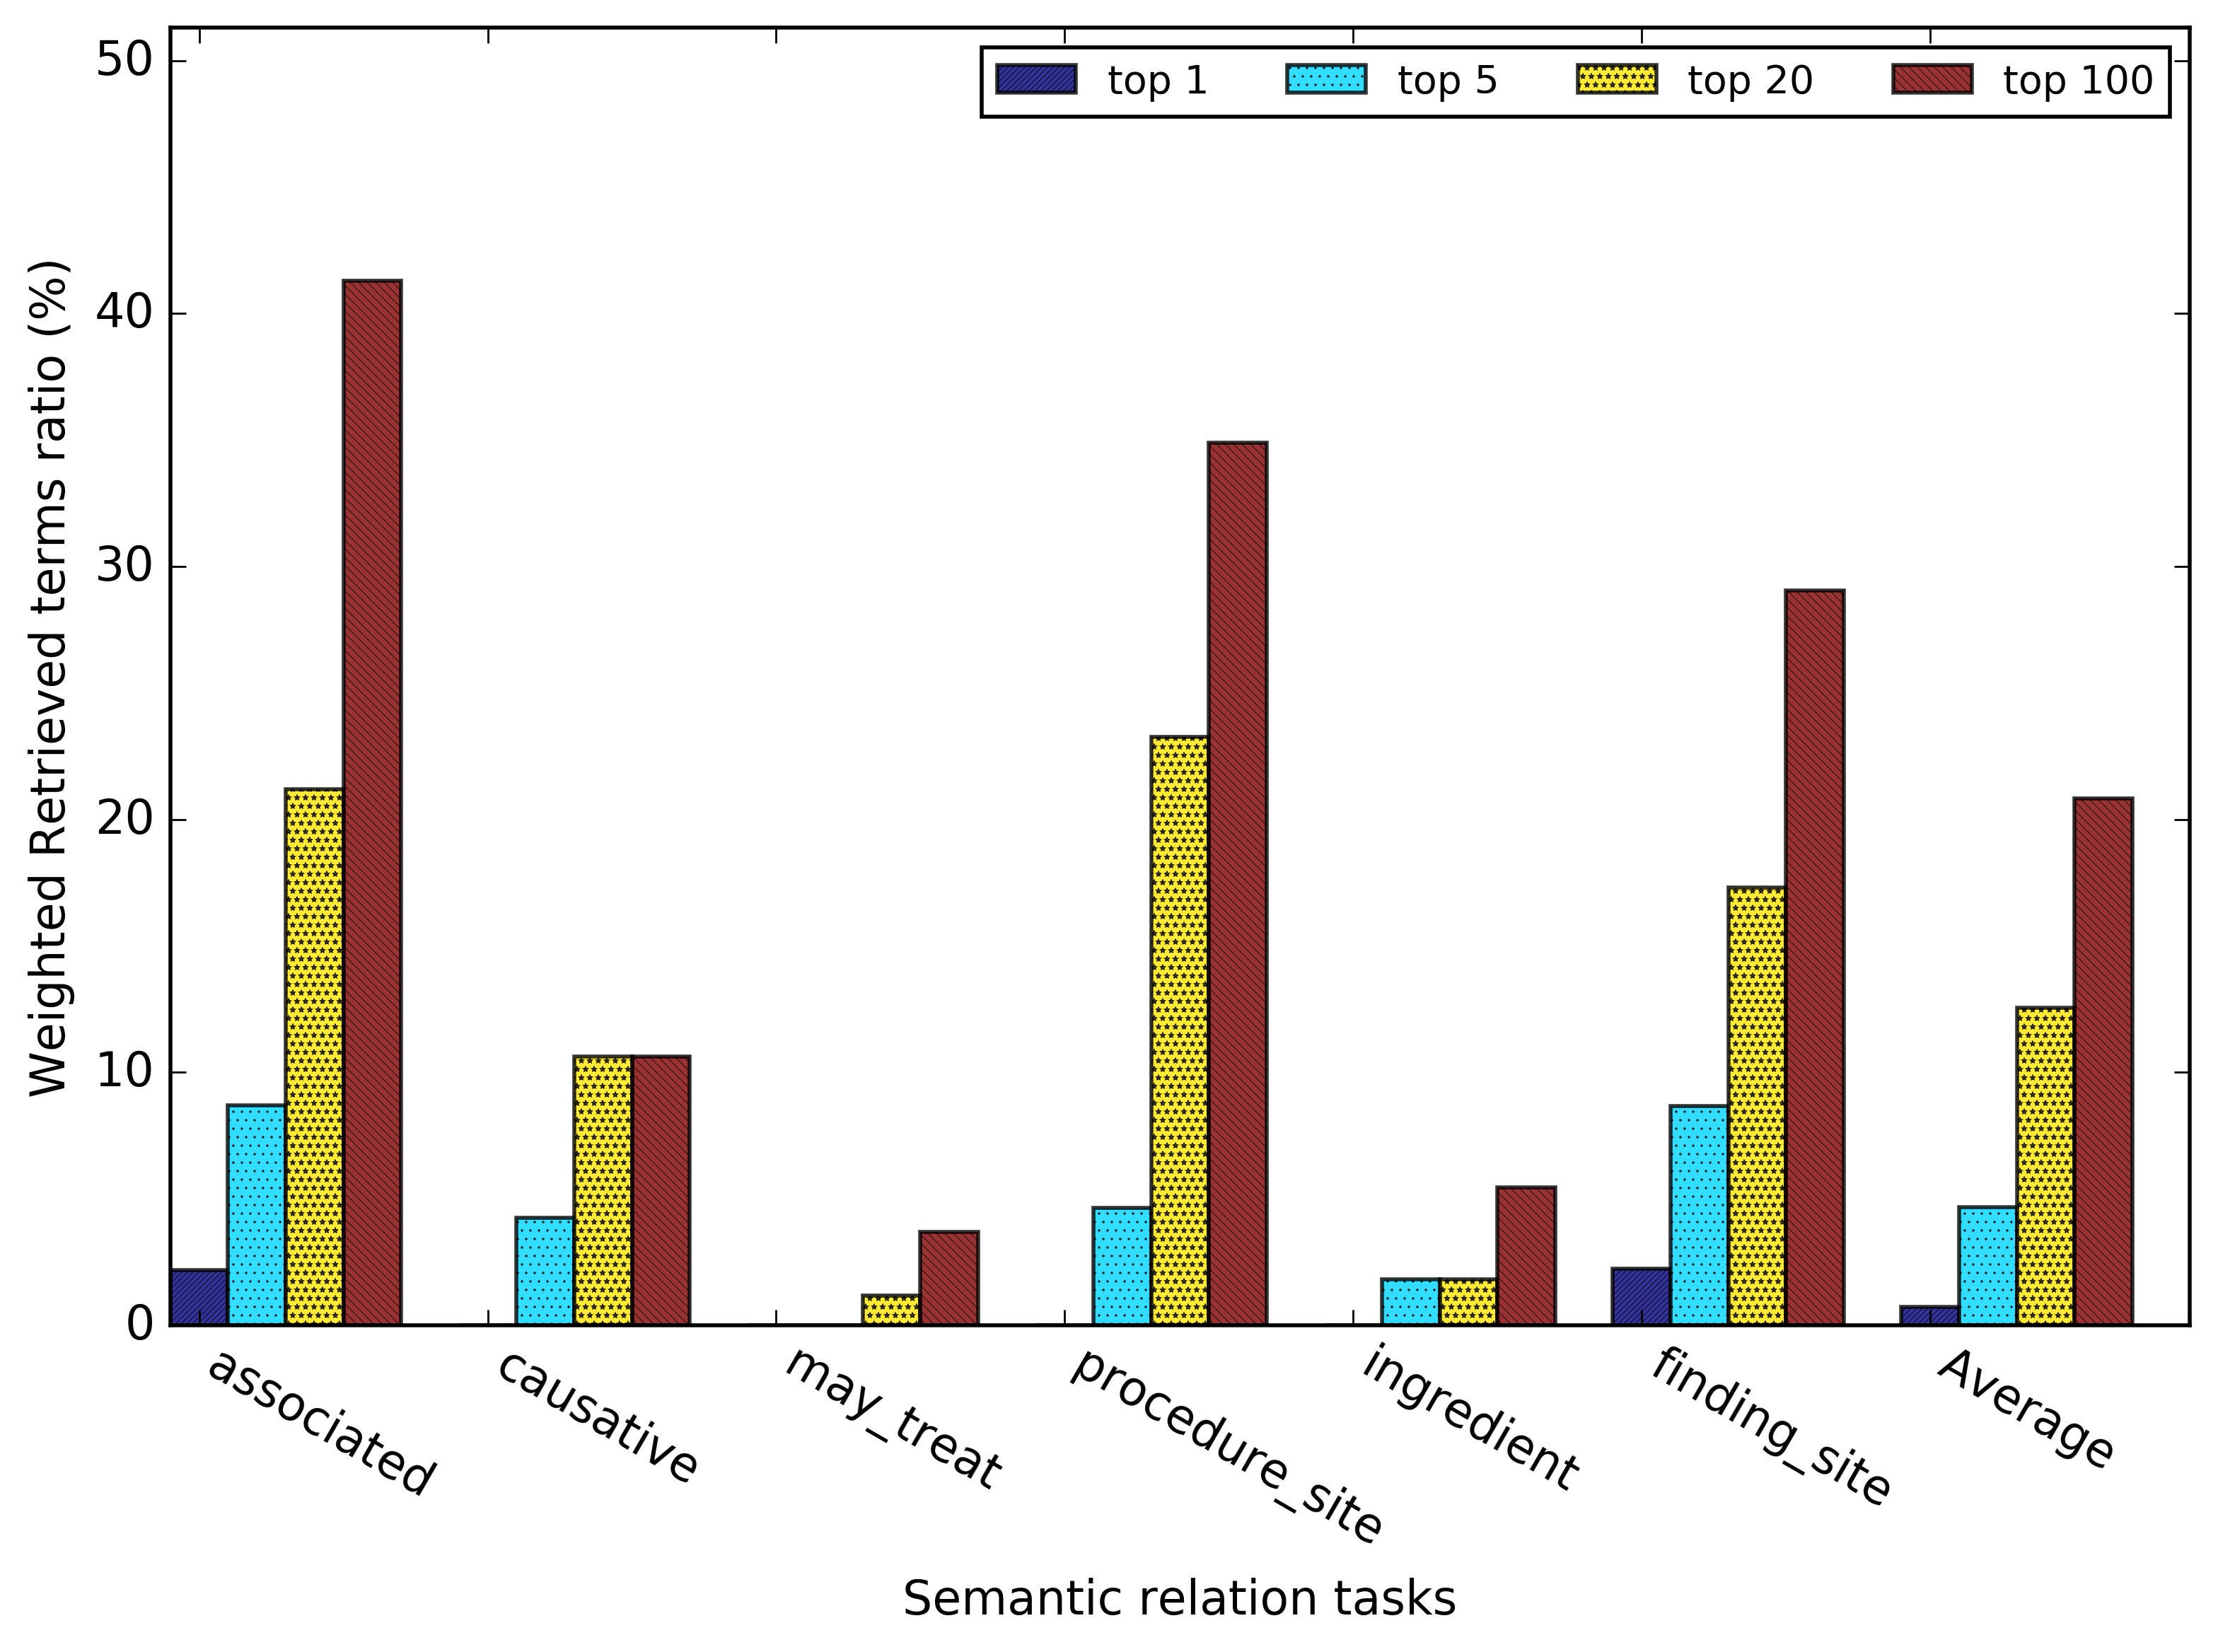 Weighted Retrieved terms ratio (%)
50
40
30
20
10
0
top 1 top 5 top 20 top 100
associated causative may_treat procedure_site ingredient finding_site Average
Semantic relation tasks